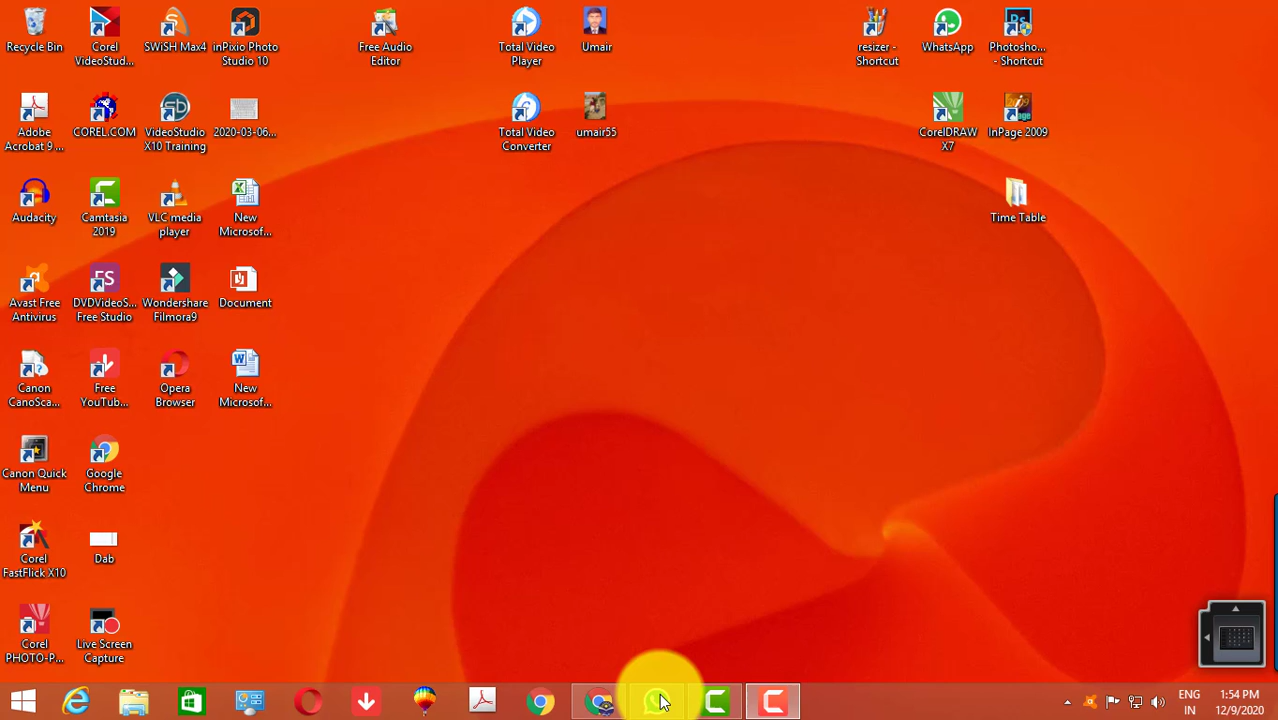 Recycle Bin
Corel
VideoStud...
SWiSH Max4
inPixio Photo
Studio 10
Free Audio
Editor
Total Video
Player
Umair
resizer -
Shortcut
WhatsApp
Photosho...
- Shortcut
Adobe
Acrobat 9 ...
COREL.COM
VideoStudio
X10 Training
2020-03-06...
Total Video
Converter
umair55
CorelDRAW
X7
InPage 2009
Audacity
Camtasia
2019
VLC media
player
New
Microsof...
Time Table
Avast Free
Antivirus
DVDVideoS...
Free Studio
Wondershare
Filmora9
Document
Canon
CanoSca...
Free
YouTub...
Opera
Browser
New
Microsof...
Canon Quick
Menu
Google
Chrome
Corel
FastFlick X10
Dab
Corel
PHOTO-P...
Live Screen
Capture
ENG
IN
1:54 PM
12/9/2020